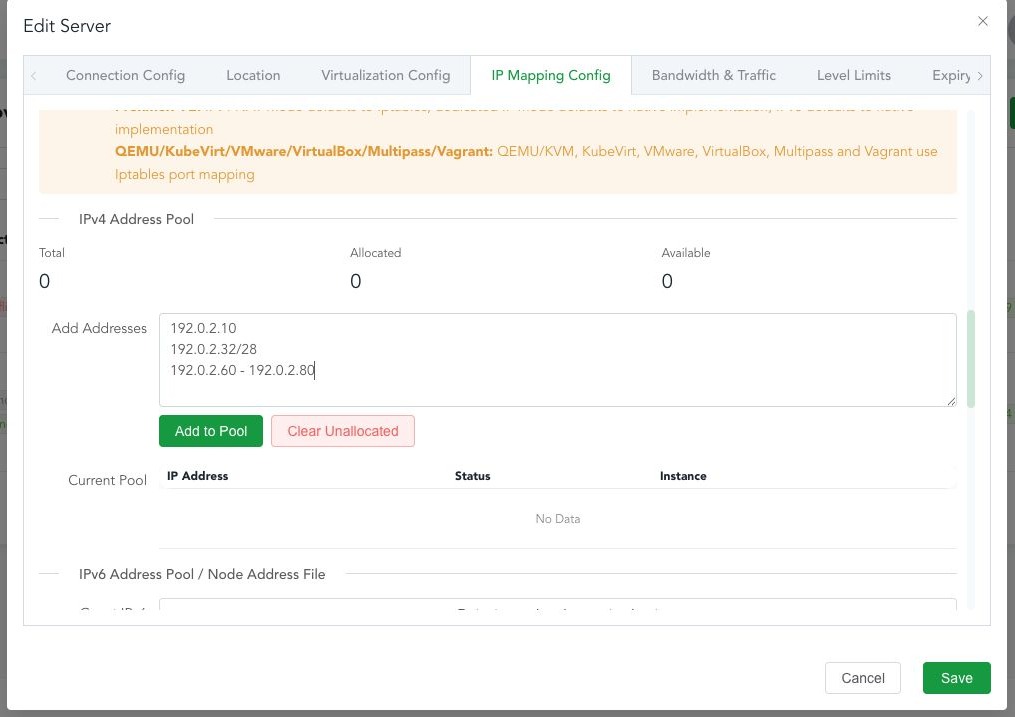 Edit Server
Connection Config
Location
Virtualization Config
IP Mapping Config
Bandwidth & Traffic
Level Limits
Expiry
implementation
QEMU/KubeVirt/VMware/VirtualBox/Multipass/Vagrant: QEMU/KVM, KubeVirt, VMware, VirtualBox, Multipass and Vagrant use
Iptables port mapping
IPv4 Address Pool
Total
Allocated
Available
0
0
0
Add Addresses
192.0.2.10
192.0.2.32/28
192.0.2.60 - 192.0.2.80
Add to Pool
Clear Unallocated
Current Pool
IP Address
Status
Instance
No Data
IPv6 Address Pool / Node Address File
Cancel
Save